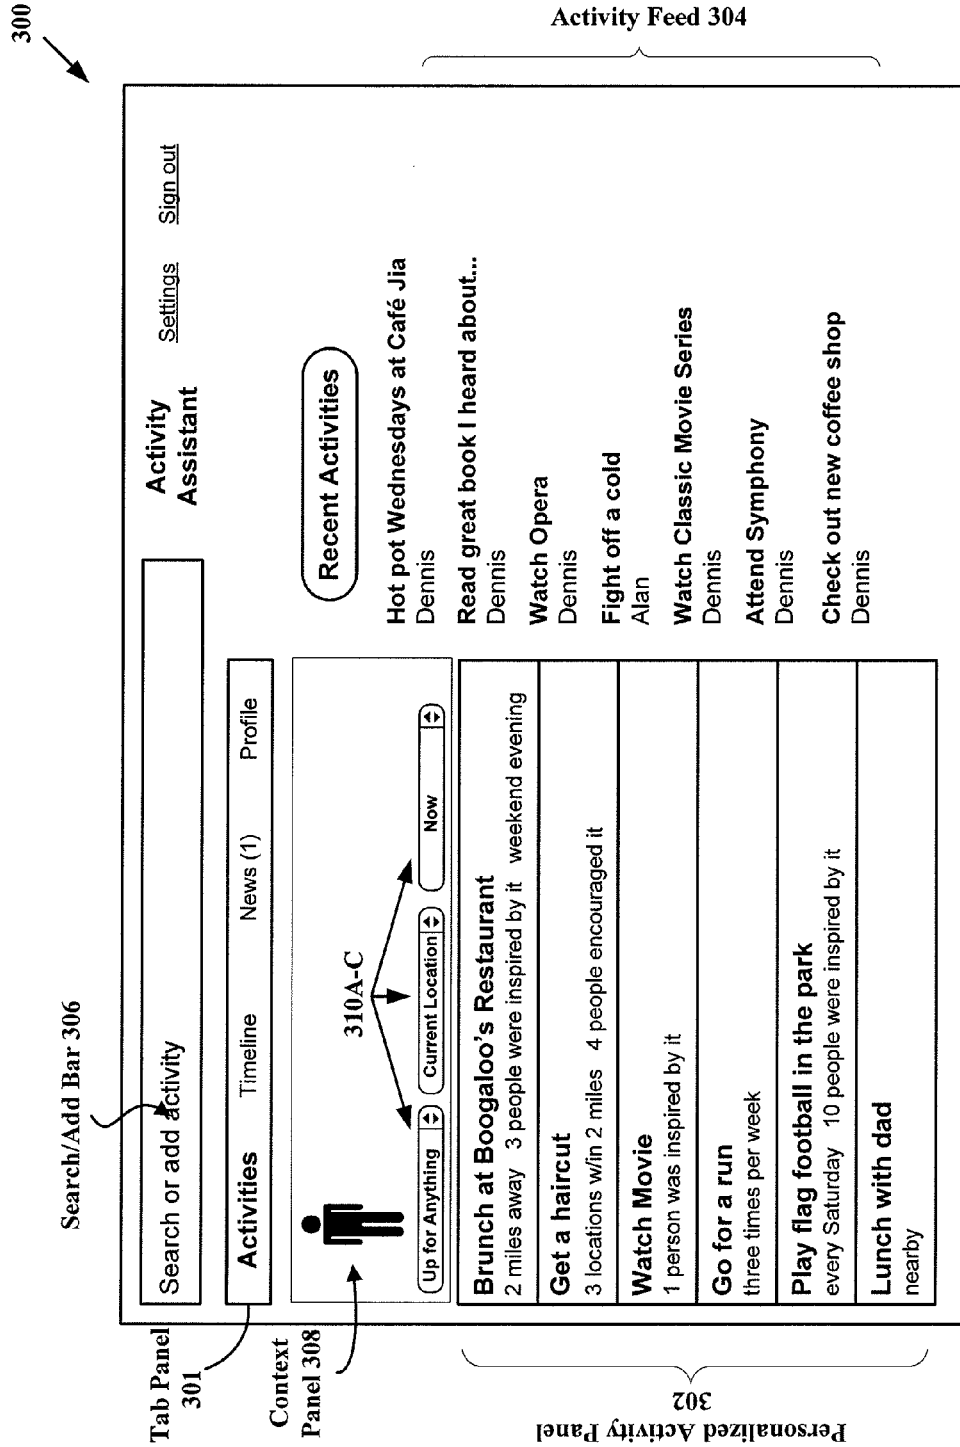 300
Search/Add Bar 306
Search or add activity
Activity
Assistant
Settings
Sign out
Tab Panel
301
Activities
Timeline
News (1)
Profile
Context
Panel 308
310A-C
Up for Anything
Current Location
Now
Personalized Activity Panel
302
Brunch at Boogaloo's Restaurant
2 miles away 3 people were inspired by it weekend evening
Get a haircut
3 locations w/in 2 miles 4 people encouraged it
Watch Movie
1 person was inspired by it
Go for a run
three times per week
Play flag football in the park
every Saturday 10 people were inspired by it
Lunch with dad
nearby
Activity Feed 304
Recent Activities
Hot pot Wednesdays at Café Jia
Dennis
Read great book I heard about...
Dennis
Watch Opera
Dennis
Fight off a cold
Alan
Watch Classic Movie Series
Dennis
Attend Symphony
Dennis
Check out new coffee shop
Dennis